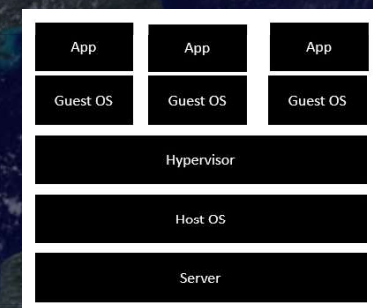 App App App
Guest OS Guest OS Guest OS
Hypervisor
Host OS
Server